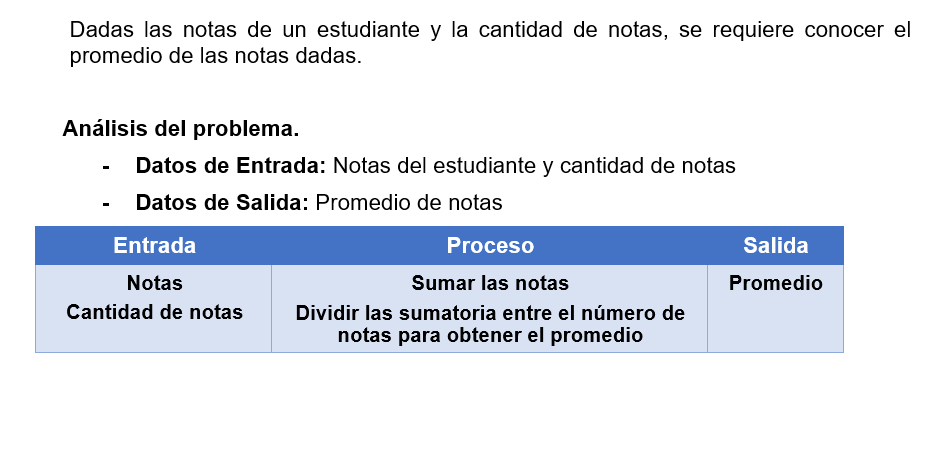 Dadas las notas de un estudiante y la cantidad de notas, se requiere conocer el
promedio de las notas dadas.
Análisis del problema.
- Datos de Entrada: Notas del estudiante y cantidad de notas
- Datos de Salida: Promedio de notas
Entrada Proceso Salida
Notas Sumar las notas Promedio
Cantidad de notas Dividir las sumatoria entre el número de
notas para obtener el promedio